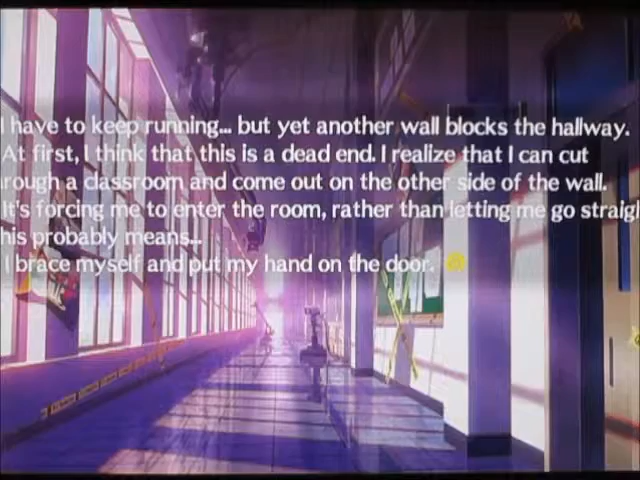 I have to keep running... but yet another wall blocks the hallway.
At first, I think that this is a dead end. I realize that I can cut
rough a classroom and come out on the other side of the wall.
It's forcing me to enter the room, rather than letting me go straigh
his probably means...
I brace myself and put my hand on the door.